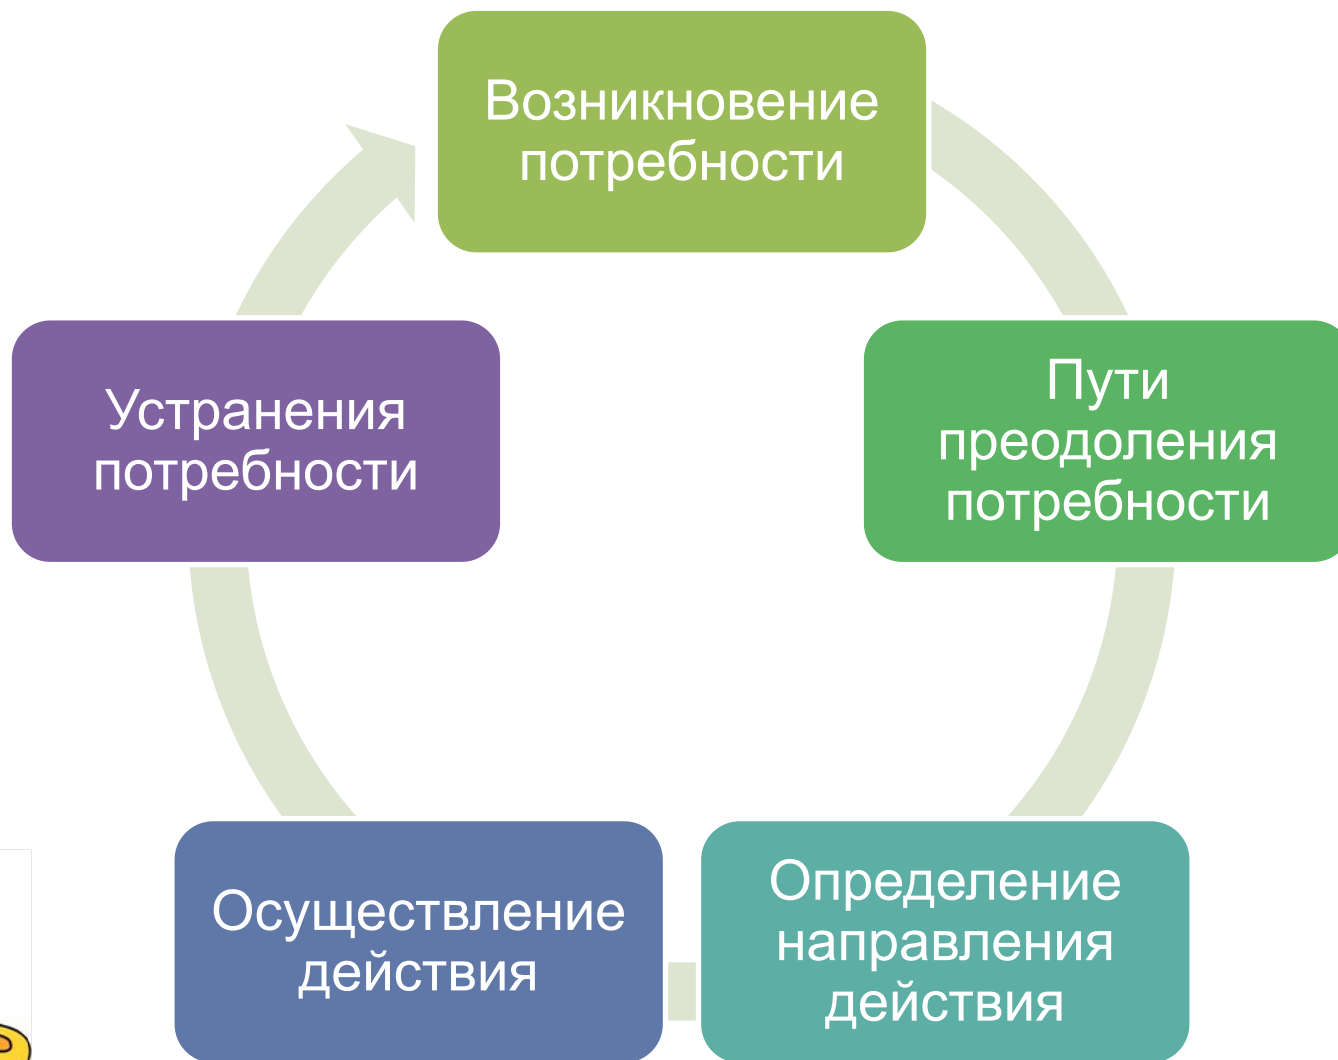 Возникновение
потребности
Пути
преодоления
потребности
Определение
направления
действия
Осуществление
действия
Устранения
потребности